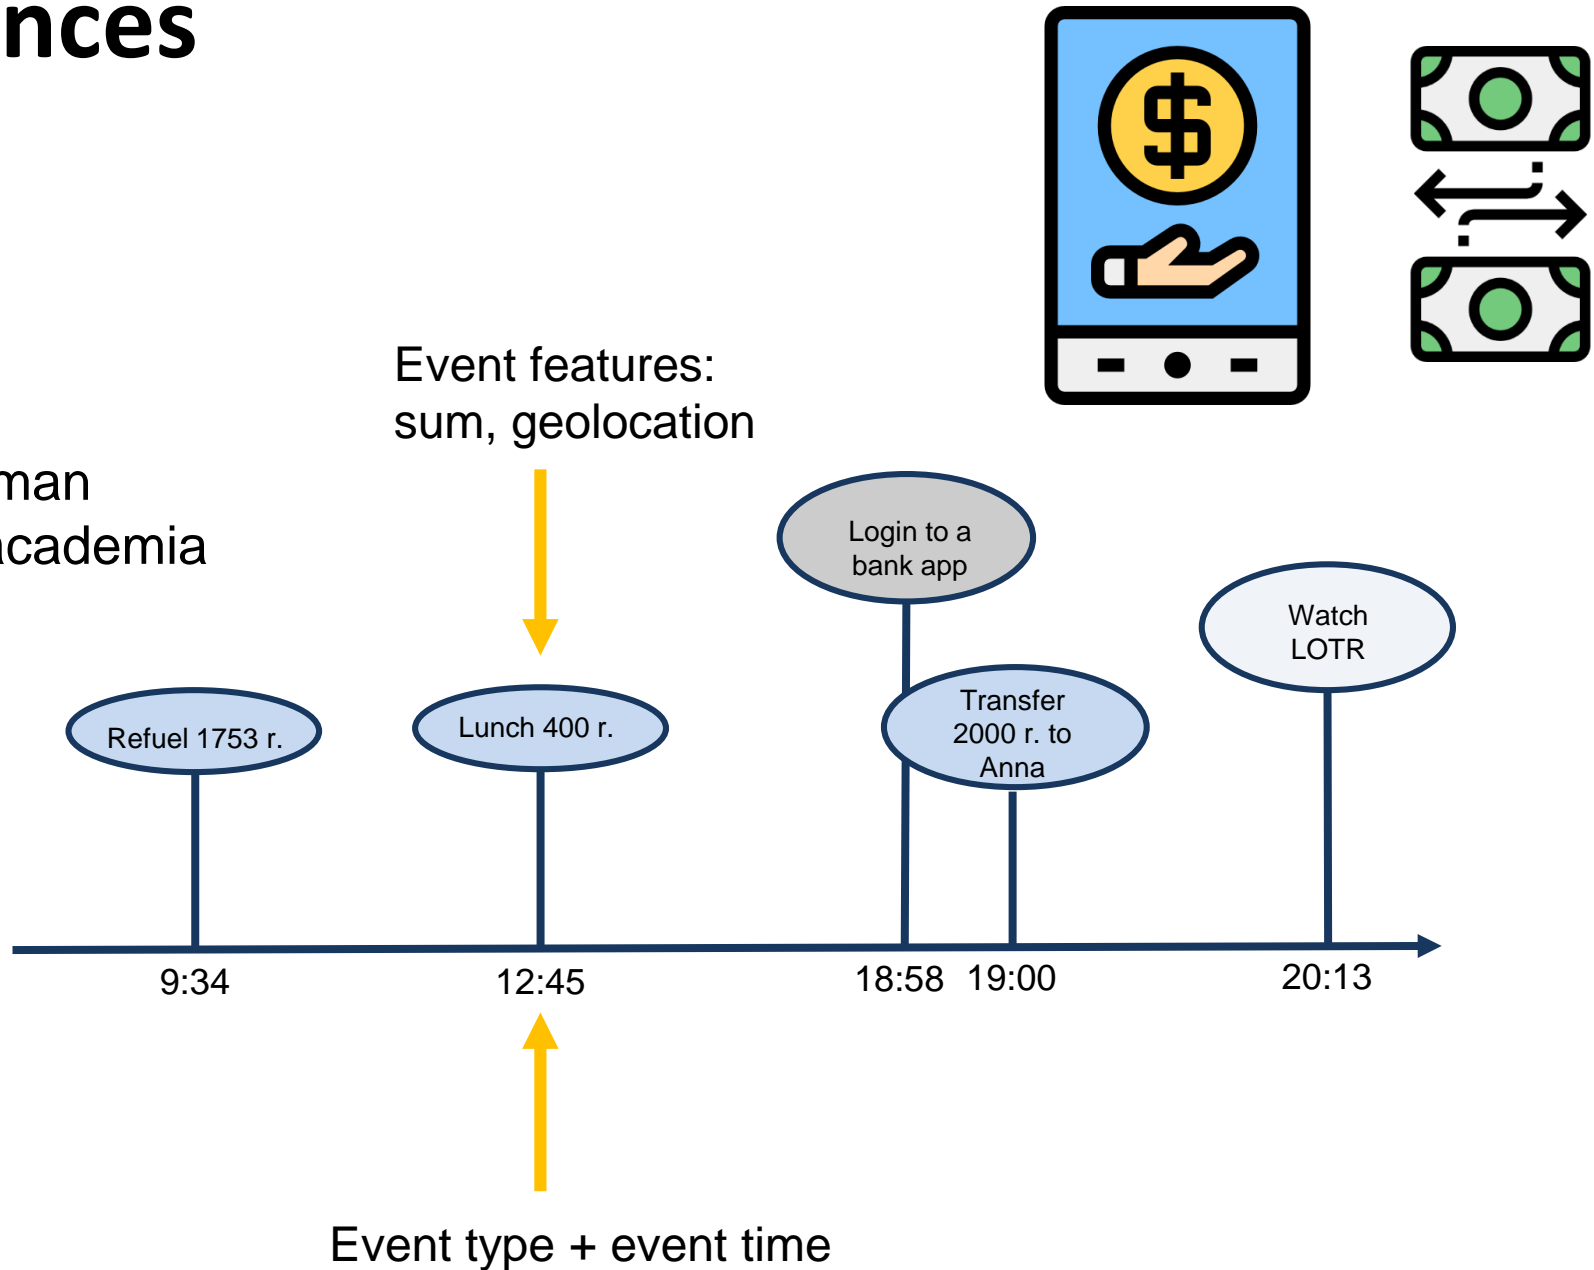 nces
Event features:
sum, geolocation
man
academia
Login to a
bank app
Watch
LOTR
Refuel 1753 r.
Lunch 400 r.
Transfer
2000 r. to
Anna
9:34
12:45
18:58
19:00
20:13
Event type + event time